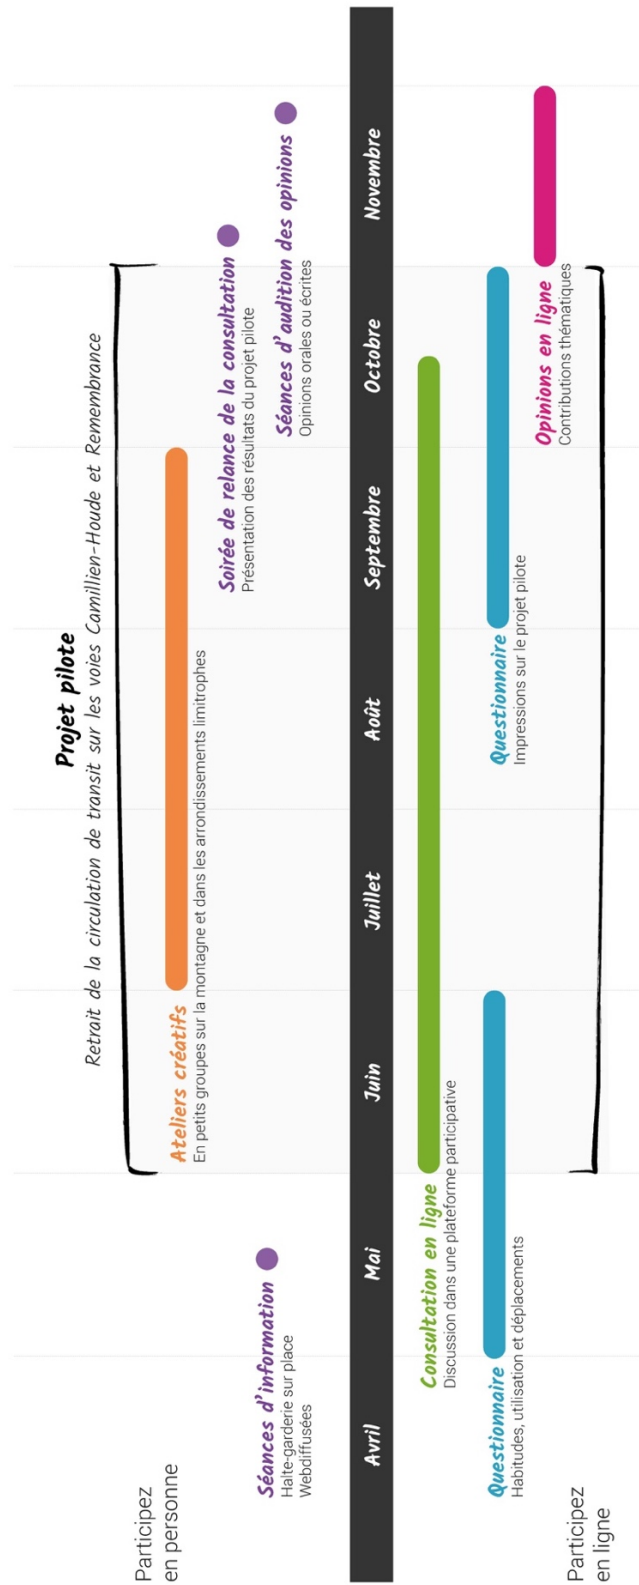 Projet pilote
Retrait de la circulation de transit sur les voies Camillien-Houde et Remembrance
Participez
en personne
Ateliers créatifs
En petits groupes sur la montagne et dans les arrondissements limitrophes
Soirée de relance de la consultation
Présentation des résultats du projet pilote
Séances d'information
Halte-garderie sur place
Webdiffusées
Séances d'audition des opinions
Opinions orales ou écrites
Avril
Mai
Juin
Juillet
Août
Septembre
Octobre
Novembre
Consultation en ligne
Discussion dans une plateforme participative
Questionnaire
Habitudes, utilisation et déplacements
Questionnaire
Impressions sur le projet pilote
Opinions en ligne
Contributions thématiques
Participez
en ligne